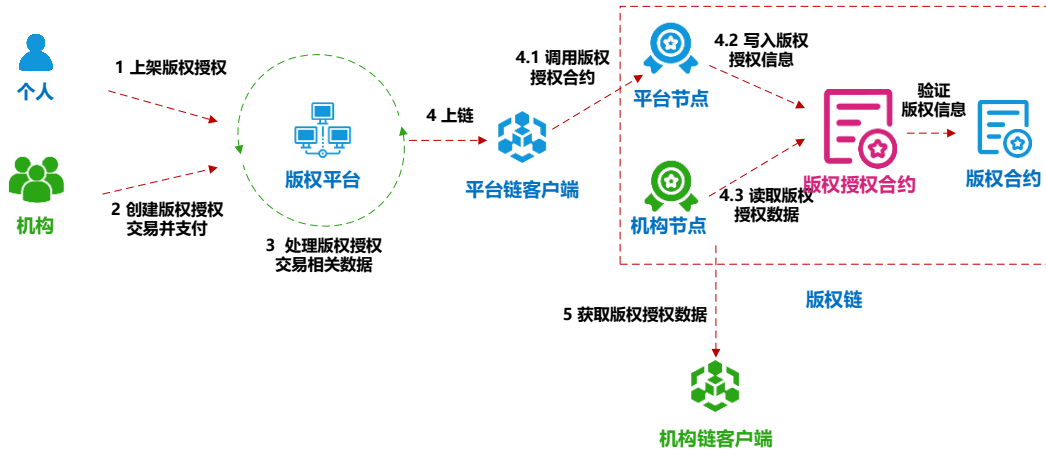 个人
1 上架版权授权
机构
2 创建版权授权
交易并支付
版权平台
3 处理版权授权
交易相关数据
4 上链
平台链客户端
4.1 调用版权
授权合约
平台节点
4.2 写入版权
授权信息
机构节点
4.3 读取版权
授权数据
版权授权合约
验证
版权信息
版权合约
版权链
5 获取版权授权数据
机构链客户端